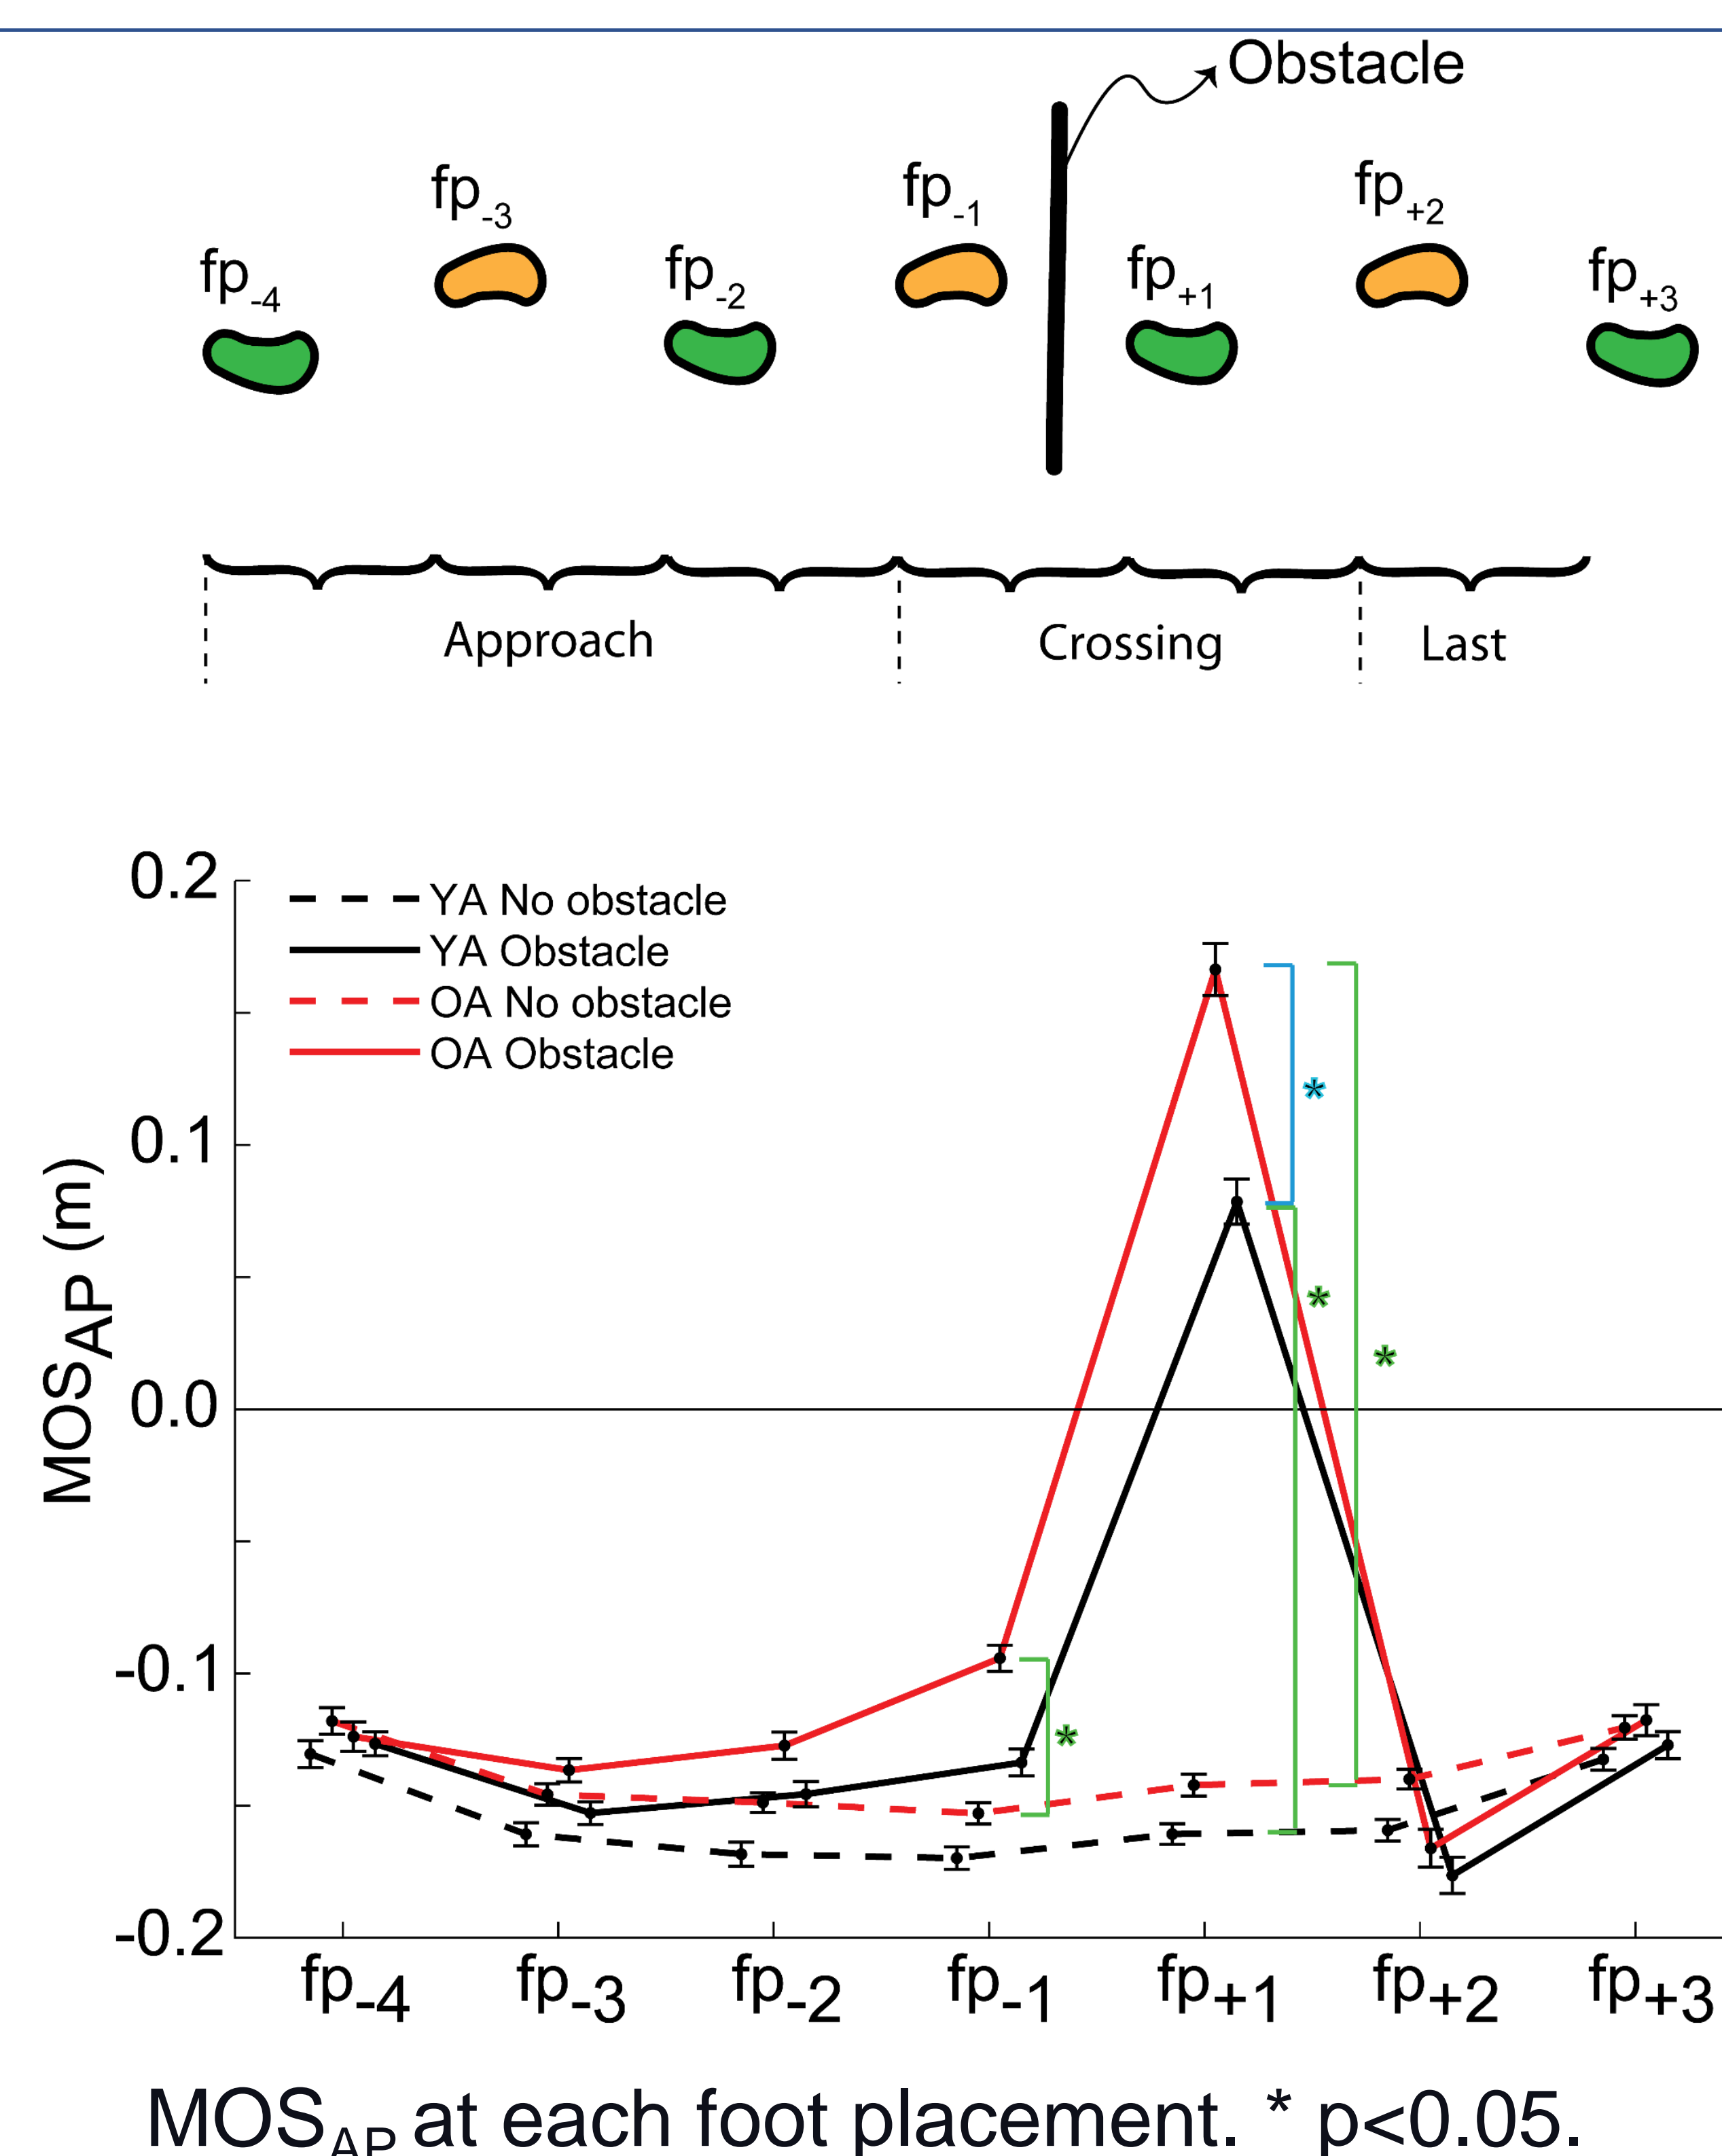 Obstacle
fp-4
fp-3
fp-2
fp-1
fp+1
fp+2
fp+3
Approach
Crossing
Last
0.2
0.1
0.0
-0.1
-0.2
MOSAP (m)
YA No obstacle
YA Obstacle
OA No obstacle
OA Obstacle
*
*
*
*
fp-4
fp-3
fp-2
fp-1
fp+1
fp+2
fp+3
MOSAP at each foot placement. * p<0.05.